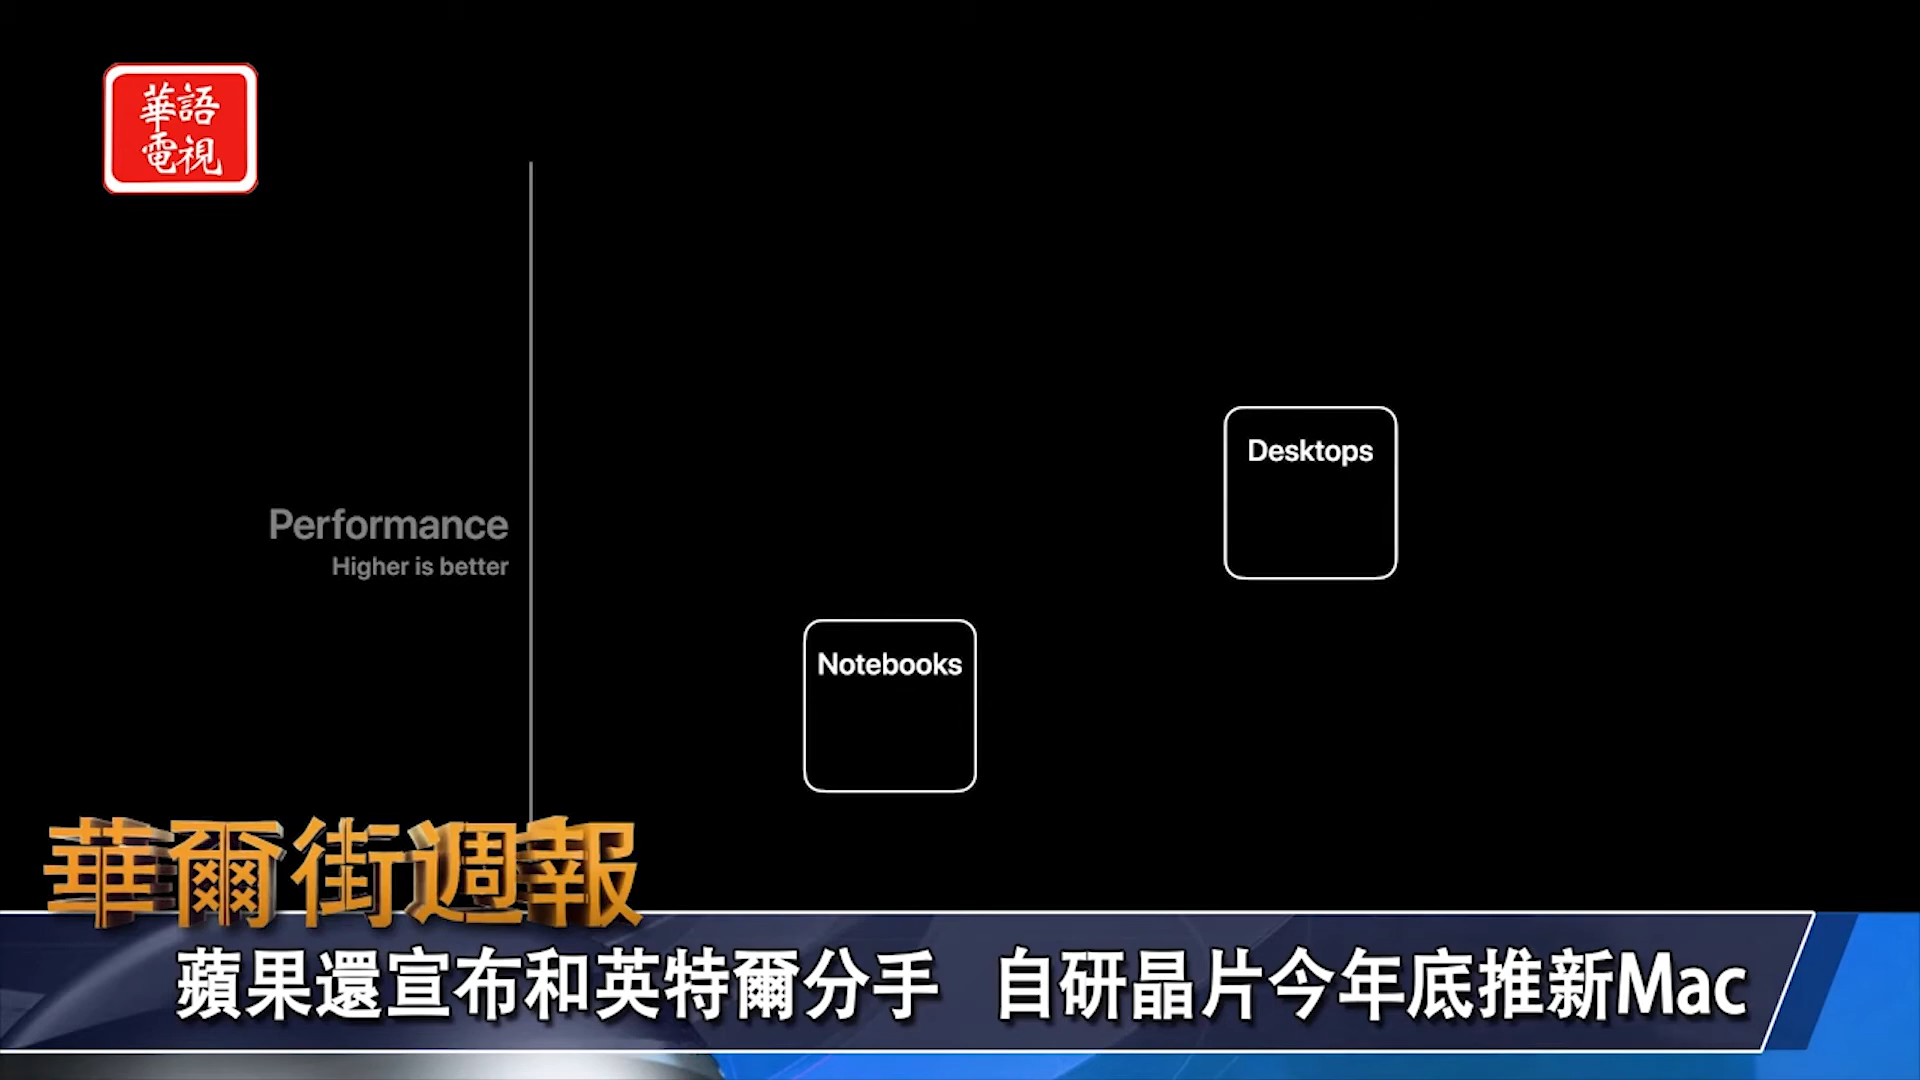 華語
電視
Desktops
Performance
Higher is better
Notebooks
華爾街週報
蘋果還宣布和英特爾分手 自研晶片今年底推新Mac